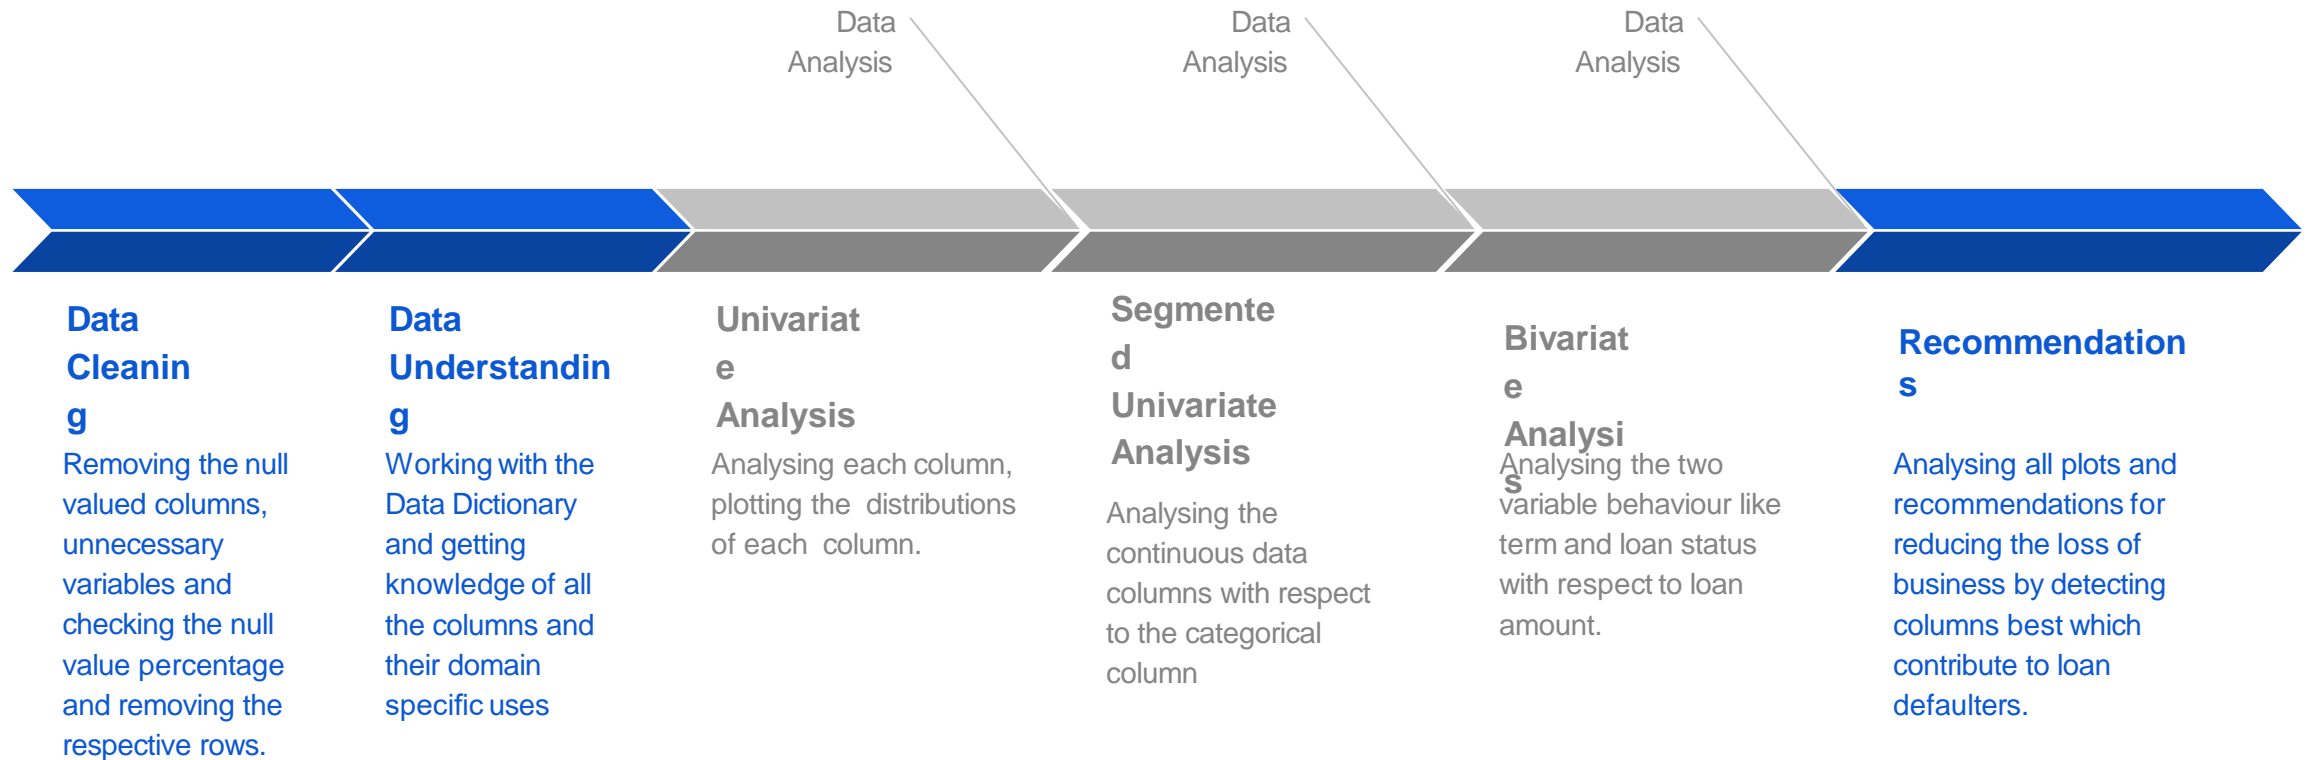 Data
Analysis
Data
Analysis
Data
Analysis
Data
Cleanin
g
Removing the null
valued columns,
unnecessary
variables and
checking the null
value percentage
and removing the
respective rows.
Data
Understandin
g
Working with the
Data Dictionary
and getting
knowledge of all
the columns and
their domain
specific uses
Univariat
e
Analysis
Analysing each column,
plotting the distributions
of each column.
Segmente
d
Univariate
Analysis
Analysing the
continuous data
columns with respect
to the categorical
column
Bivariat
e
Analysi
s
Analysing the two
variable behaviour like
term and loan status
with respect to loan
amount.
Recommendation
s
Analysing all plots and
recommendations for
reducing the loss of
business by detecting
columns best which
contribute to loan
defaulters.